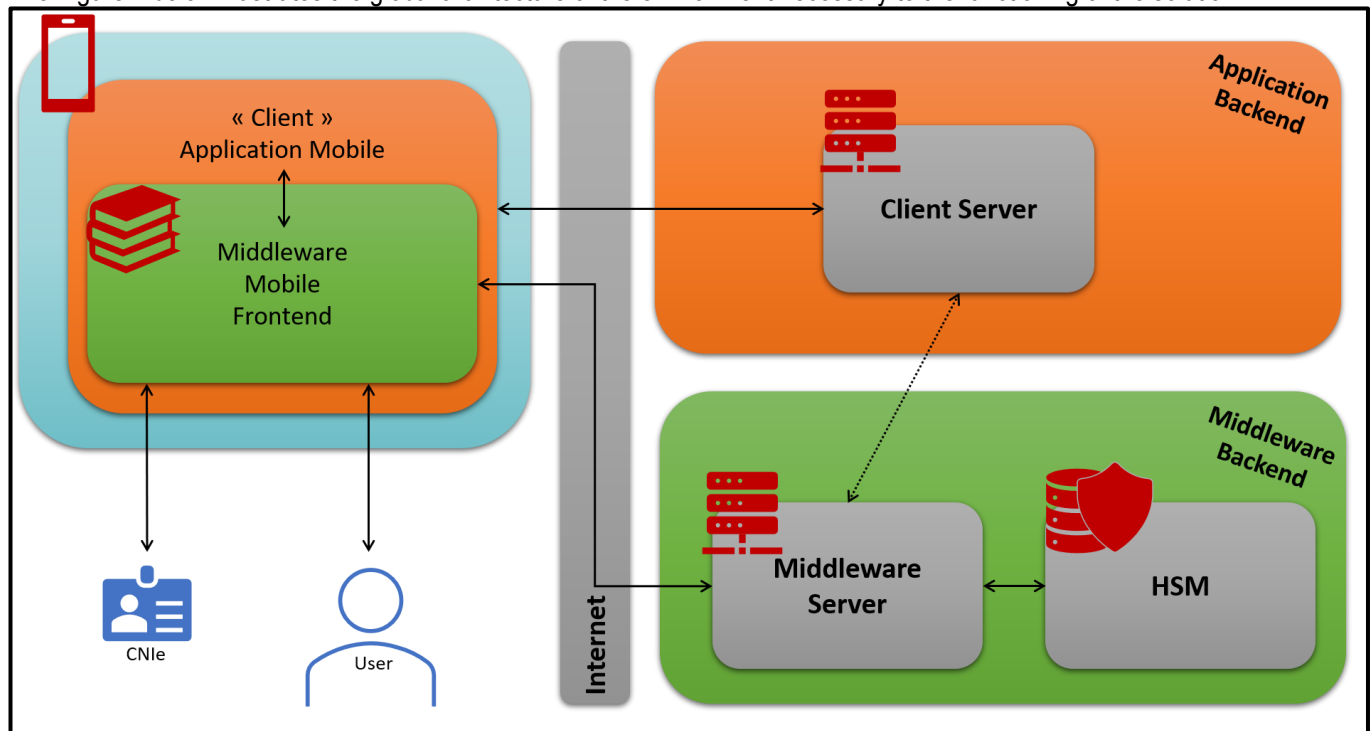 « Client »
Application Mobile
Middleware
Mobile
Frontend
CNIe
User
Internet
Application
Backend
Client Server
Middleware
Backend
Middleware
Server
HSM